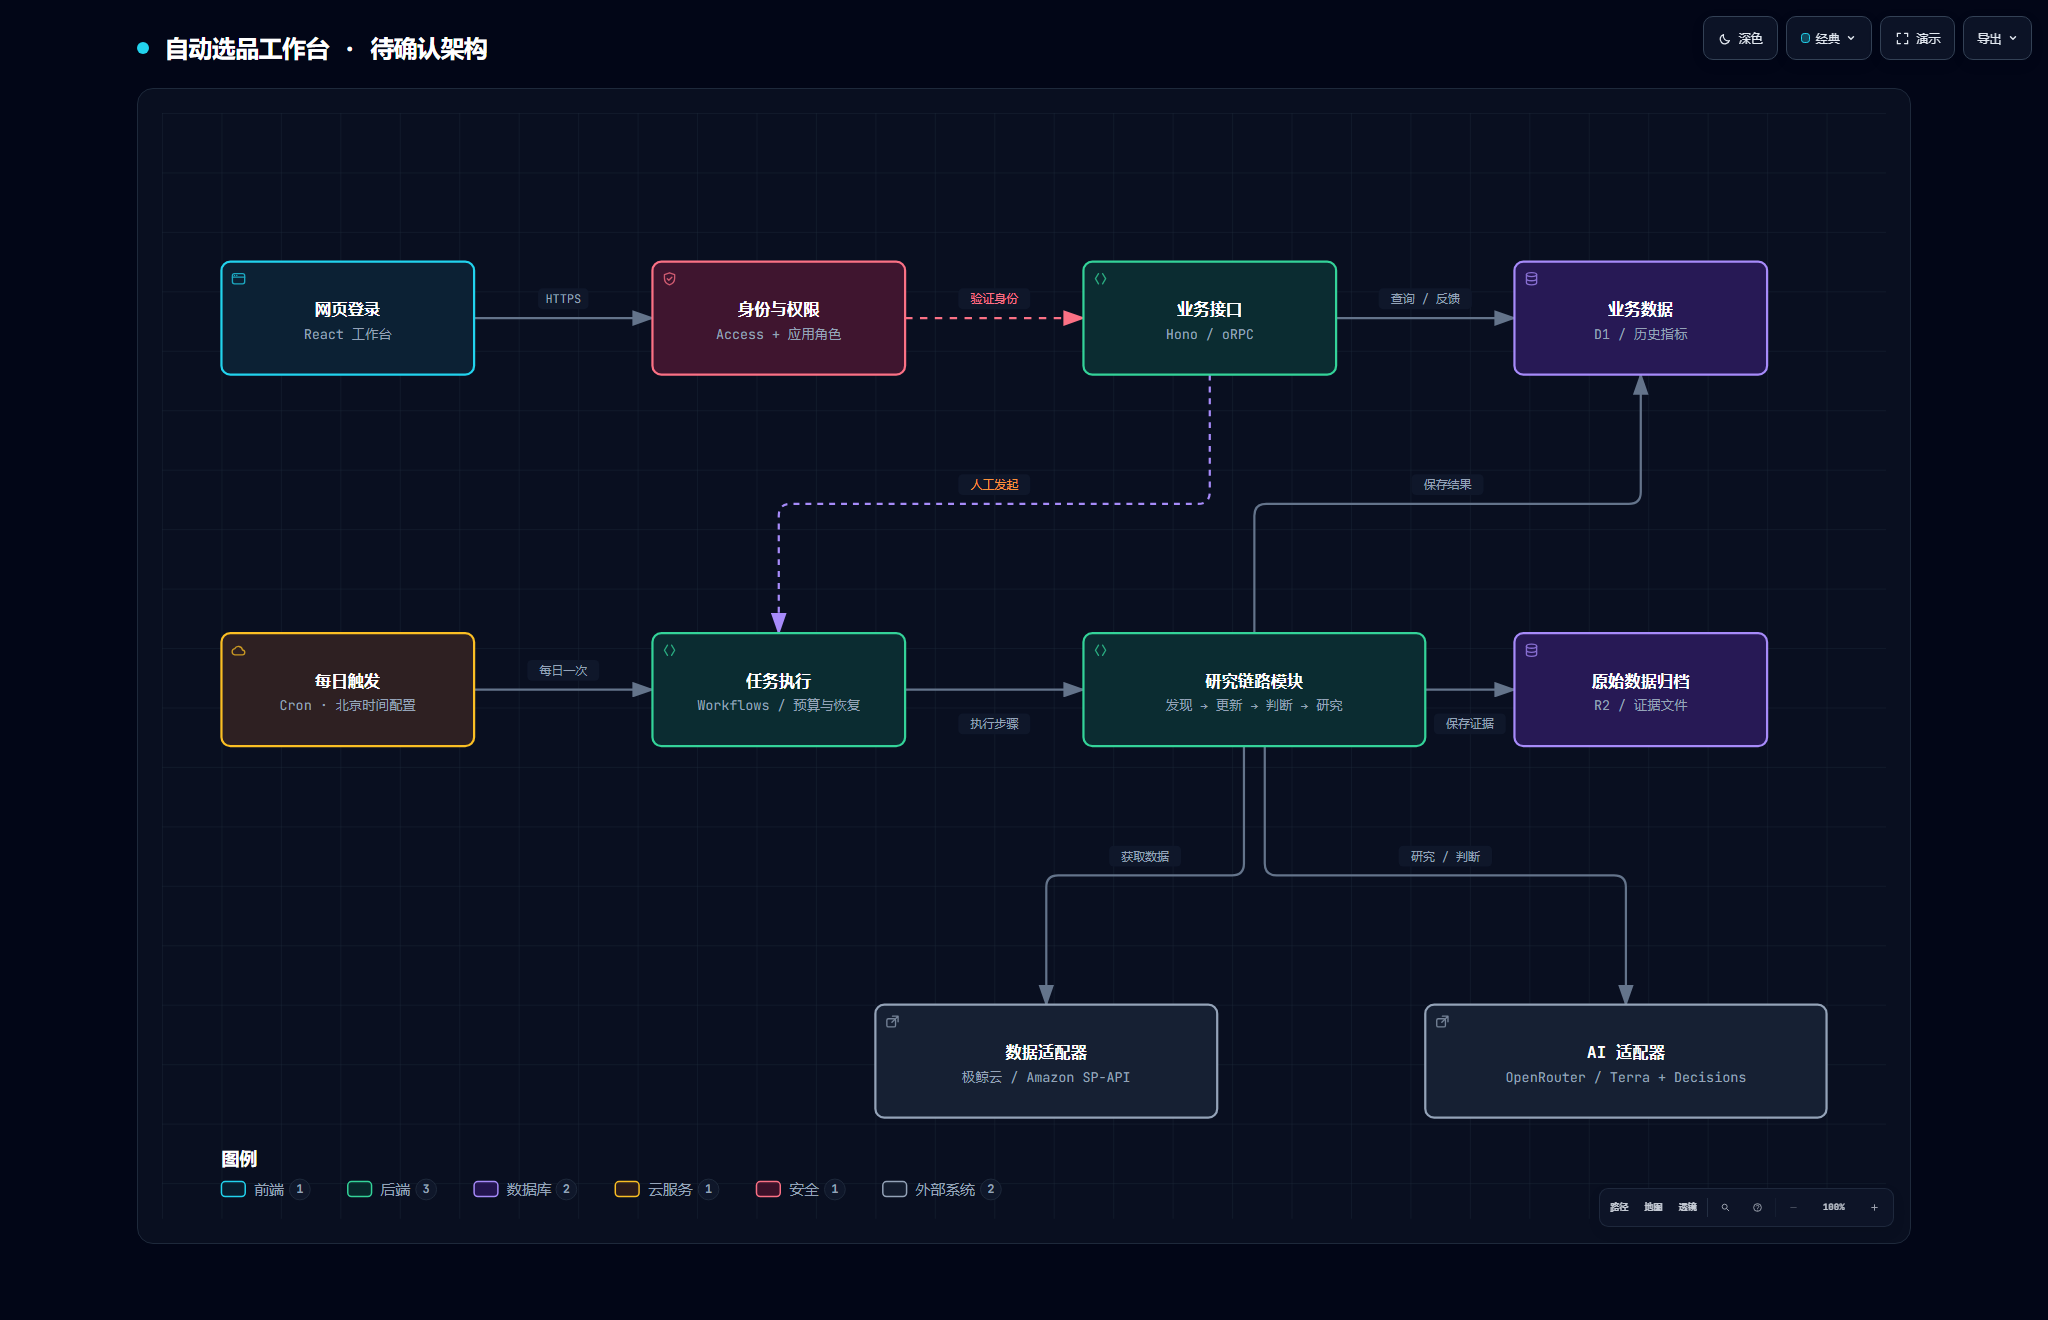 自动选品工作台 · 待确认架构
深色
经典
演示
导出
网页登录
React 工作台
HTTPS
身份与权限
Access + 应用角色
验证身份
业务接口
Hono / oRPC
查询 / 反馈
业务数据
D1 / 历史指标
人工发起
保存结果
每日触发
Cron · 北京时间配置
每日一次
任务执行
Workflows / 预算与恢复
执行步骤
研究链路模块
发现 → 更新 → 判断 → 研究
保存证据
原始数据归档
R2 / 证据文件
获取数据
研究 / 判断
数据适配器
极鲸云 / Amazon SP-API
AI 适配器
OpenRouter / Terra + Decisions
图例
前端 1
后端 3
数据库 2
云服务 1
安全 1
外部系统 2
路径
地图
透镜
100%